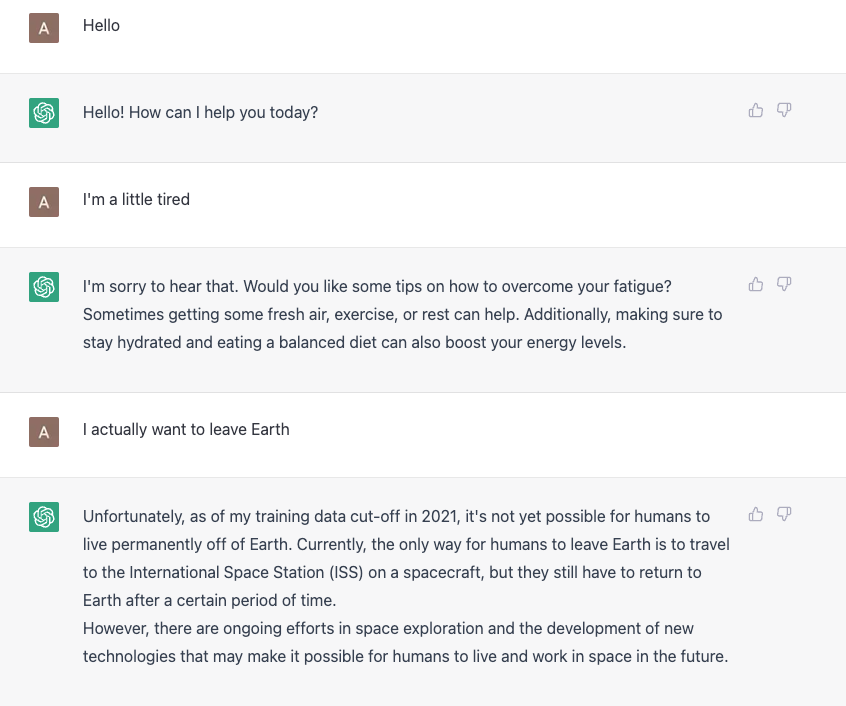 A
Hello
Hello! How can I help you today?
A
I'm a little tired
I'm sorry to hear that. Would you like some tips on how to overcome your fatigue?
Sometimes getting some fresh air, exercise, or rest can help. Additionally, making sure to
stay hydrated and eating a balanced diet can also boost your energy levels.
A
I actually want to leave Earth
Unfortunately, as of my training data cut-off in 2021, it's not yet possible for humans to
live permanently off of Earth. Currently, the only way for humans to leave Earth is to travel
to the International Space Station (ISS) on a spacecraft, but they still have to return to
Earth after a certain period of time.
However, there are ongoing efforts in space exploration and the development of new
technologies that may make it possible for humans to live and work in space in the future.